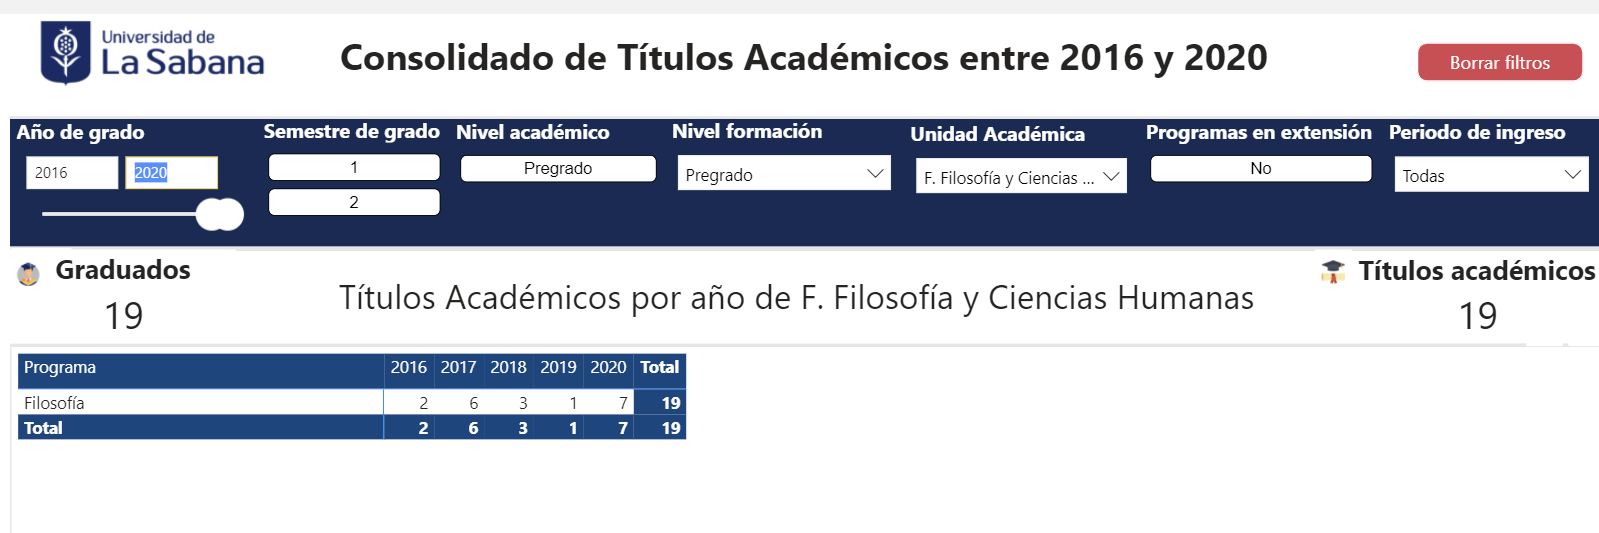 Universidad de
La Sabana
Consolidado de Títulos Académicos entre 2016 y 2020
Borrar filtros
Año de grado
2016 2020
Semestre de grado
1
2
Nivel académico
Pregrado
Nivel formación
Pregrado
Unidad Académica
F. Filosofía y Ciencias ...
Programas en extensión
No
Periodo de ingreso
Todas
Graduados
19
Títulos Académicos por año de F. Filosofía y Ciencias Humanas
Títulos académicos
19
Programa 2016 2017 2018 2019 2020 Total
Filosofía 2 6 3 1 7 19
Total 2 6 3 1 7 19